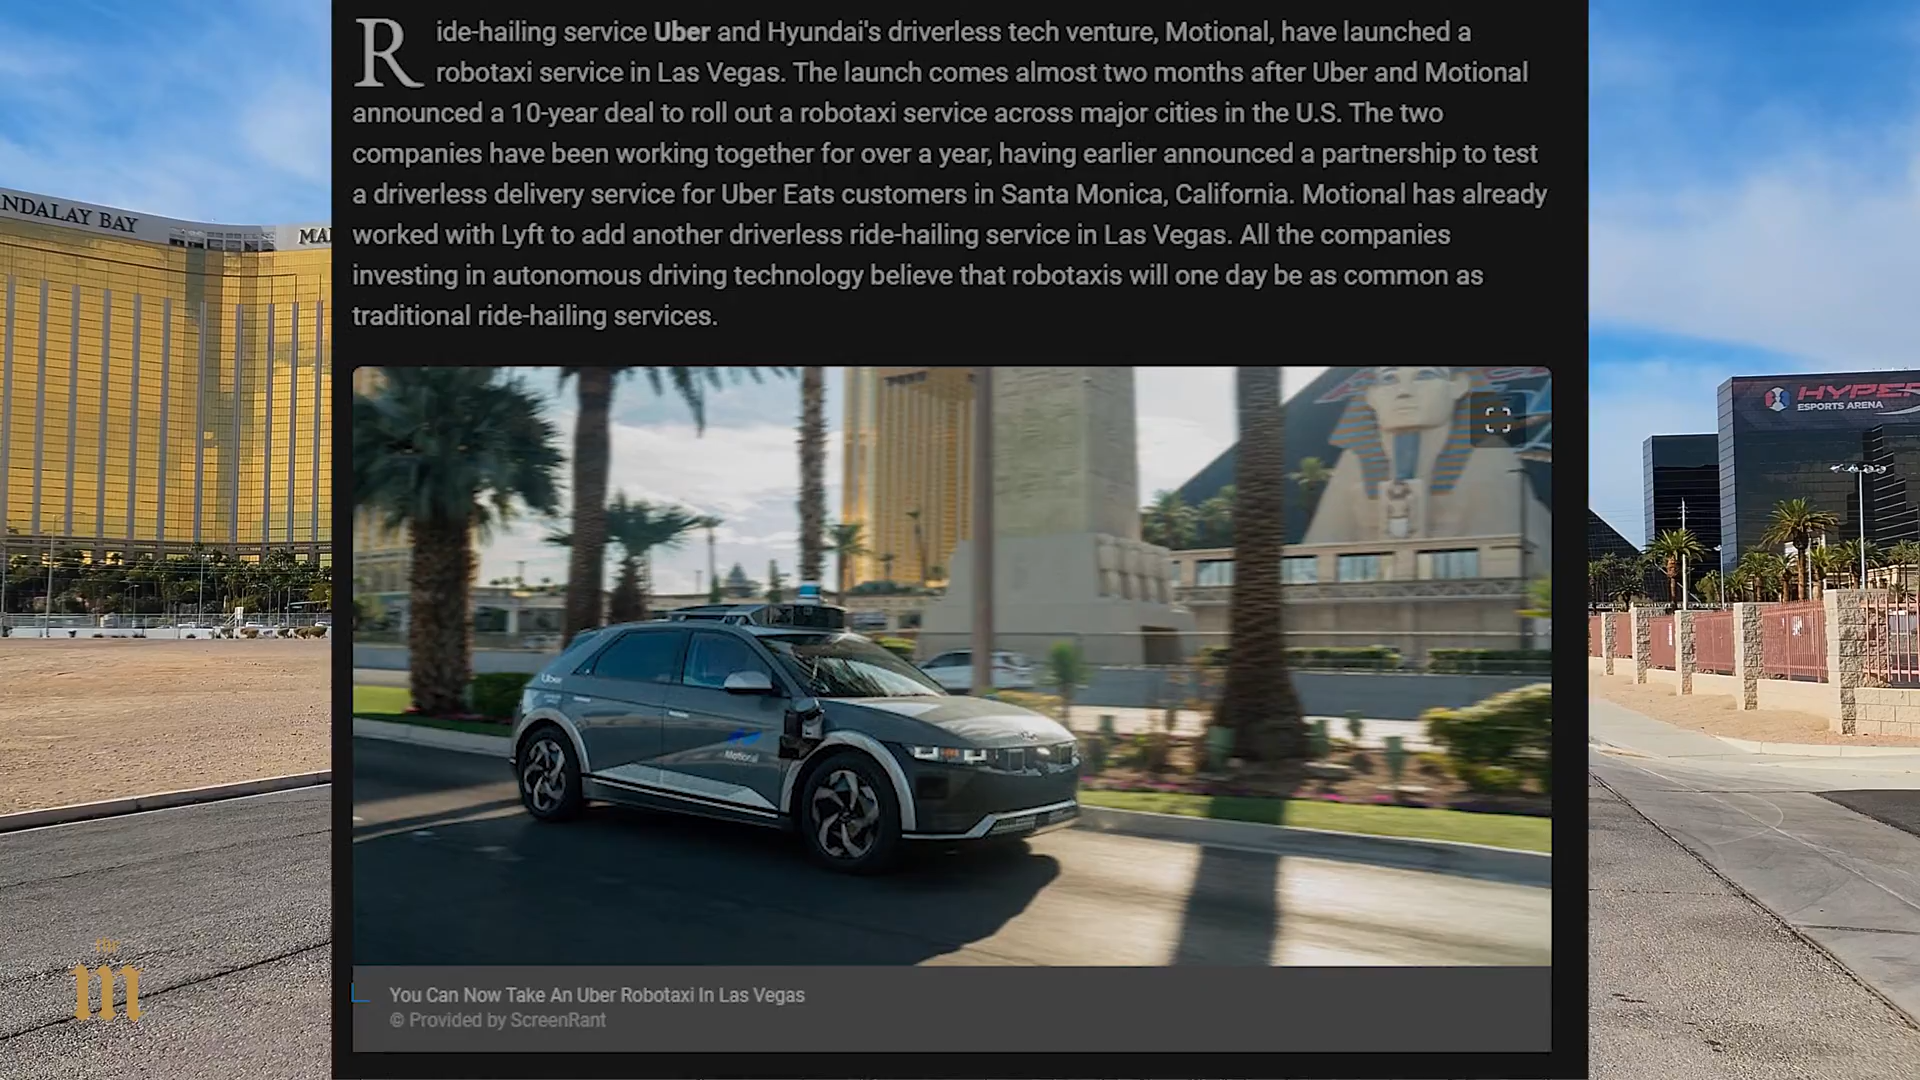 Ride-hailing service Uber and Hyundai's driverless tech venture, Motional, have launched a
robotaxi service in Las Vegas. The launch comes almost two months after Uber and Motional
announced a 10-year deal to roll out a robotaxi service across major cities in the U.S. The two
companies have been working together for over a year, having earlier announced a partnership to test
a driverless delivery service for Uber Eats customers in Santa Monica, California. Motional has already
worked with Lyft to add another driverless ride-hailing service in Las Vegas. All the companies
investing in autonomous driving technology believe that robotaxis will one day be as common as
traditional ride-hailing services.
NDALAY BAY
MA
HYPER
ESPORTS ARENA
Uber
Motional
You Can Now Take An Uber Robotaxi In Las Vegas
© Provided by ScreenRant
the
m